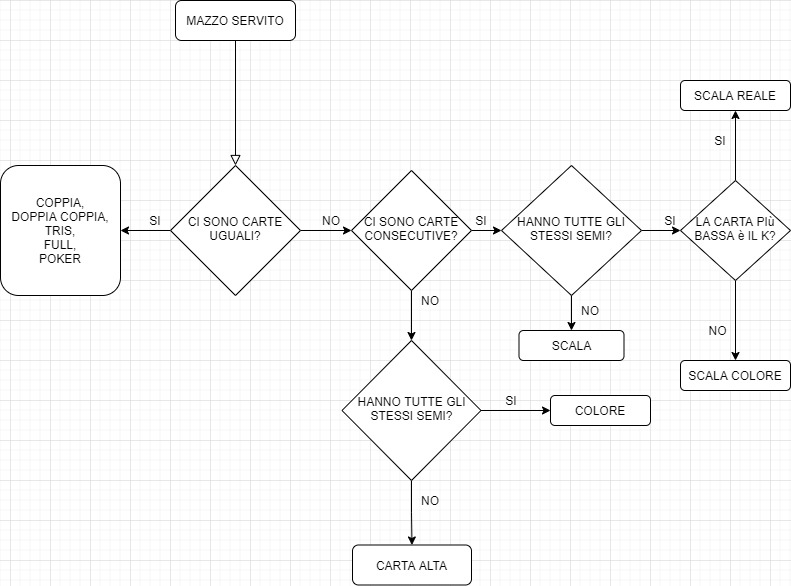 MAZZO SERVITO
SCALA REALE
SI
COPPIA,
DOPPIA COPPIA,
TRIS,
FULL,
POKER
SI
CI SONO CARTE
UGUALI?
NO
CI SONO CARTE
CONSECUTIVE?
SI
HANNO TUTTE GLI
STESSI SEMI?
SI
LA CARTA PIù
BASSA è IL K?
NO
NO
SCALA
NO
SCALA COLORE
HANNO TUTTE GLI
STESSI SEMI?
SI
COLORE
NO
CARTA ALTA